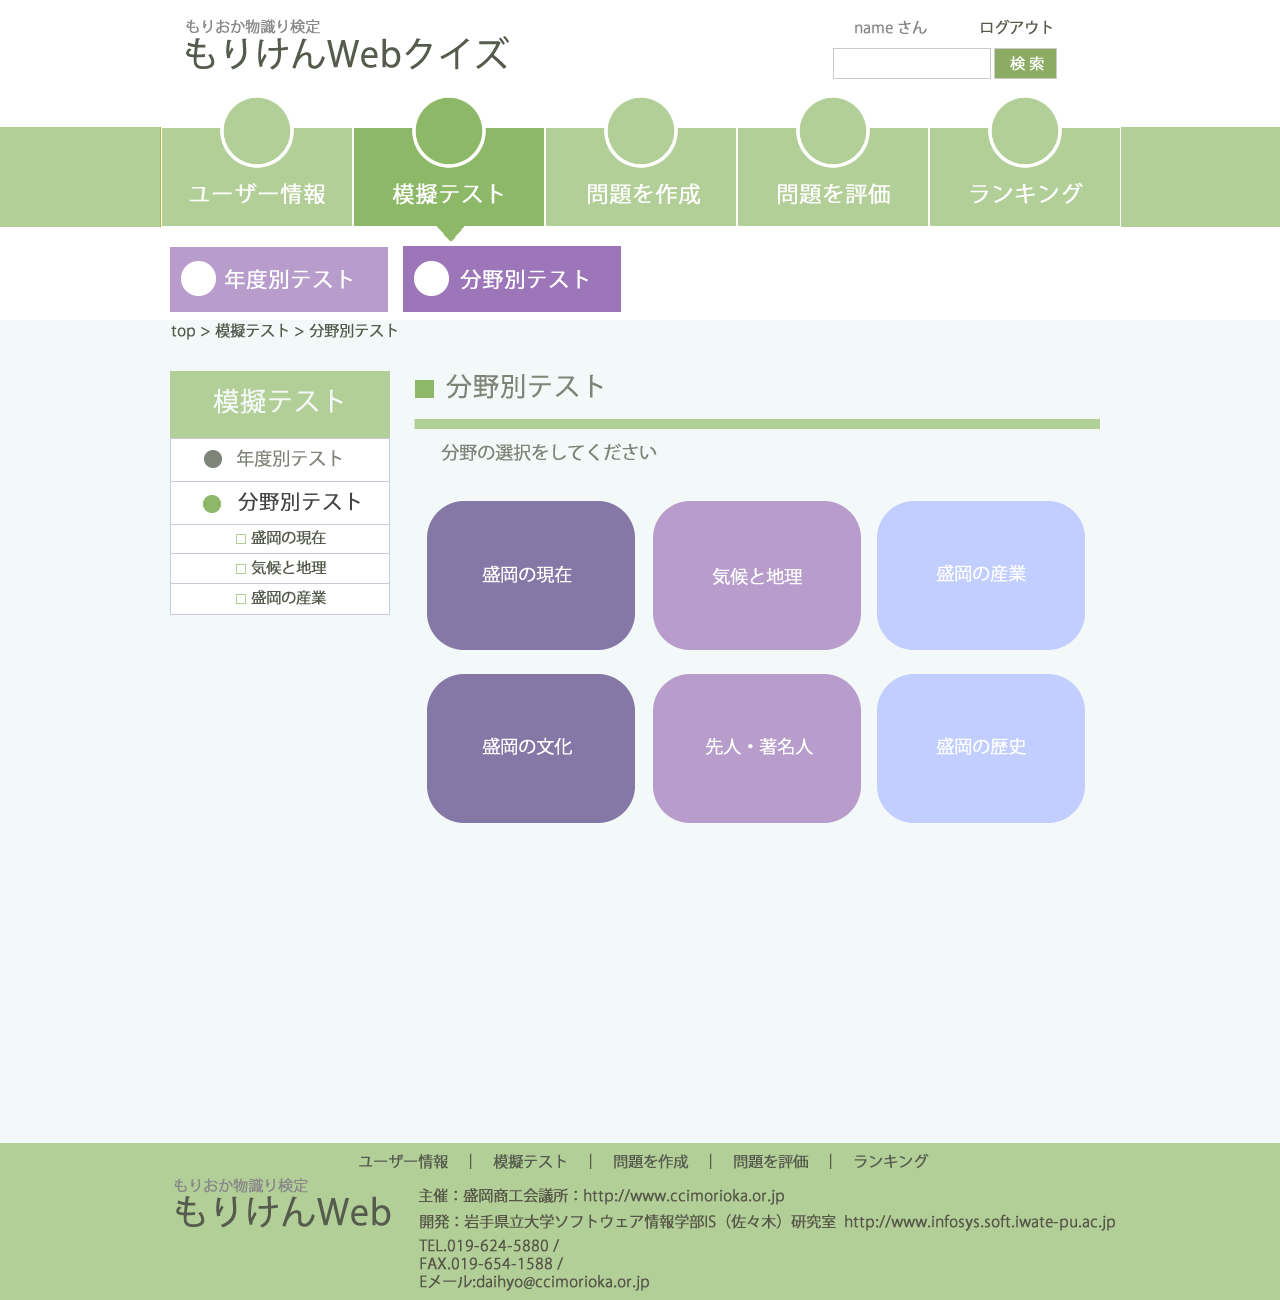 もりおか物識り検定
もりけんWebクイズ
name さん
ログアウト
検 索
ユーザー情報
模擬テスト
問題を作成
問題を評価
ランキング
年度別テスト
分野別テスト
top > 模擬テスト > 分野別テスト
模擬テスト
年度別テスト
分野別テスト
盛岡の現在
気候と地理
盛岡の産業
分野別テスト
分野の選択をしてください
盛岡の現在
気候と地理
盛岡の産業
盛岡の文化
先人・著名人
盛岡の歴史
ユーザー情報 | 模擬テスト | 問題を作成 | 問題を評価 | ランキング
もりおか物識り検定
もりけんWeb
主催：盛岡商工会議所：http://www.ccimorioka.or.jp
開発：岩手県立大学ソフトウェア情報学部IS（佐々木）研究室 http://www.infosys.soft.iwate-pu.ac.jp
TEL.019-624-5880 /
FAX.019-654-1588 /
Eメール:daihyo@ccimorioka.or.jp